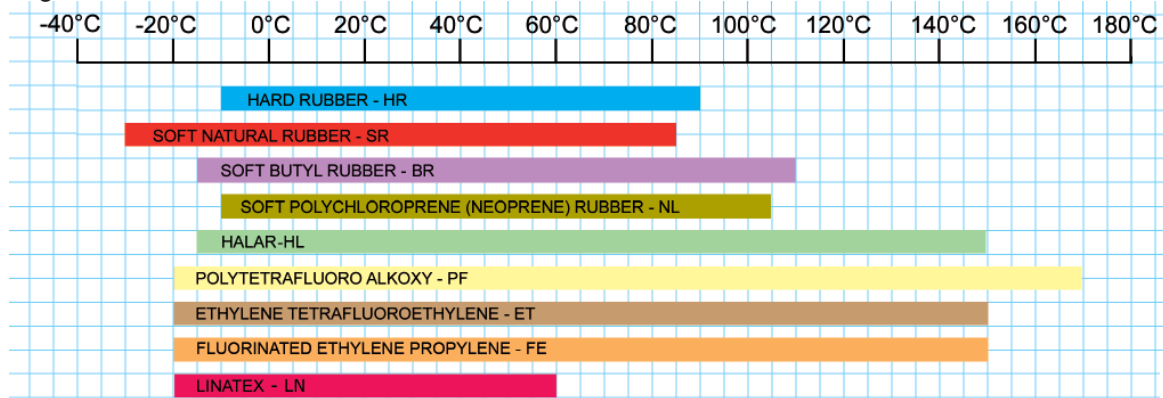 -40°C -20°C 0°C 20°C 40°C 60°C 80°C 100°C 120°C 140°C 160°C 180°C
HARD RUBBER - HR
SOFT NATURAL RUBBER - SR
SOFT BUTYL RUBBER - BR
SOFT POLYCHLOROPRENE (NEOPRENE) RUBBER - NL
HALAR-HL
POLYTETRAFLUORO ALKOXY - PF
ETHYLENE TETRAFLUOROETHYLENE - ET
FLUORINATED ETHYLENE PROPYLENE - FE
LINATEX - LN